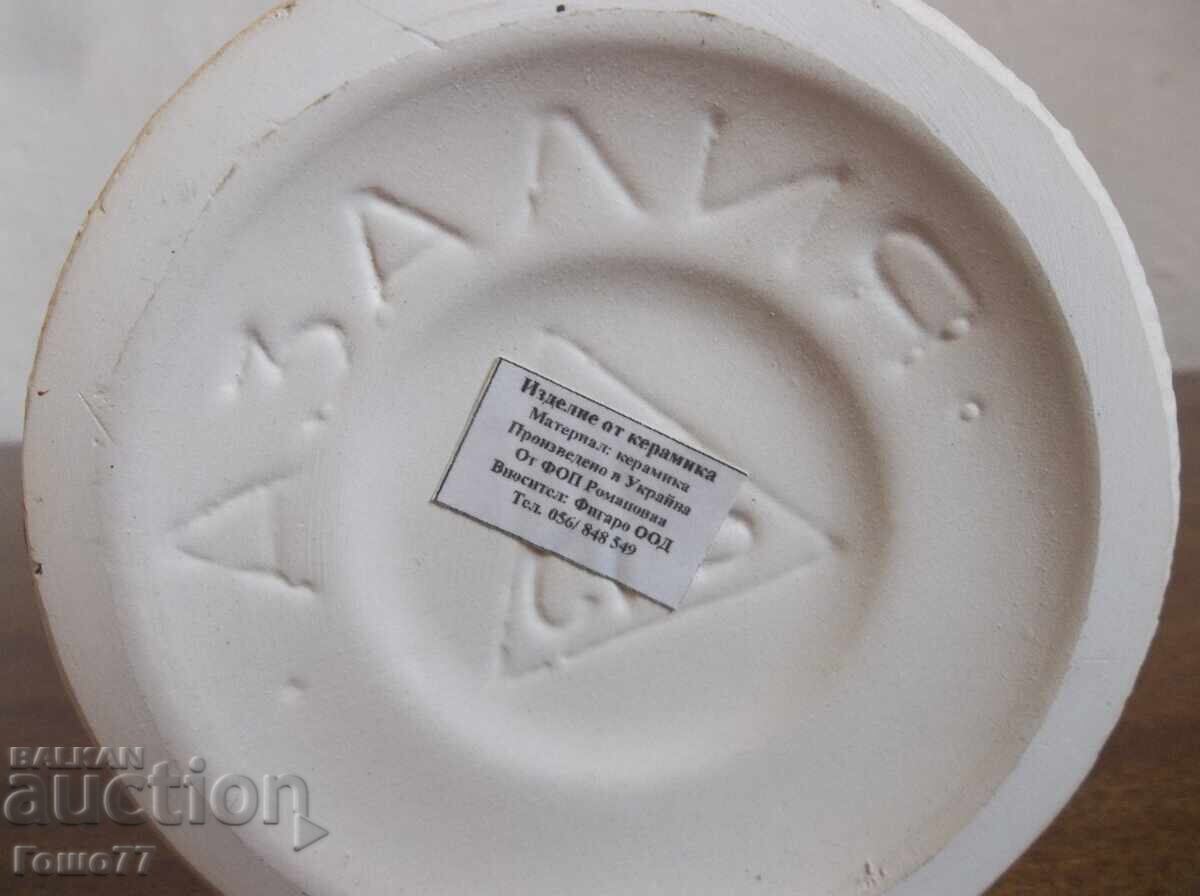 Изделие от керамика
Материал: керамика
Произведено в Украйна
От ФОП Романовап
Вносител: Фигаро ООД
Тел. 056/ 848 549
BALKAN
auction
Гошо77